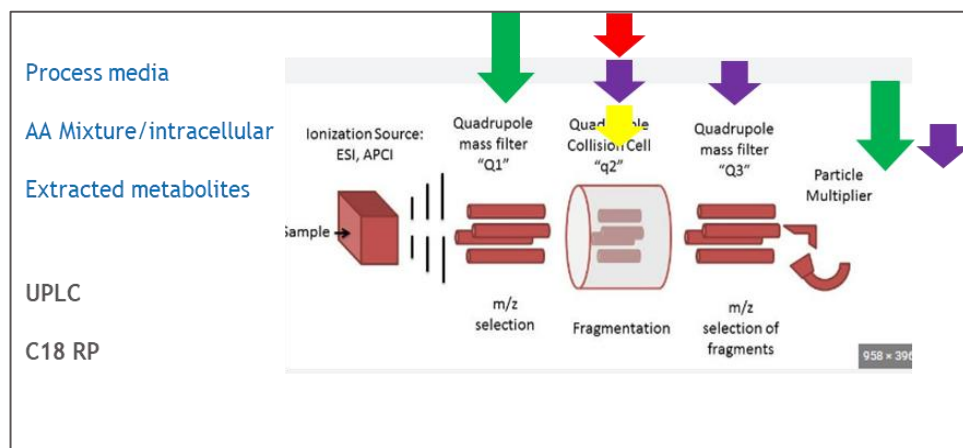 Process media
AA Mixture/intracellular
Extracted metabolites
UPLC
C18 RP
Ionization Source:
ESI, APCI
Sample
Quadrupole
mass filter
"Q1"
m/z
selection
Collision Cell
"q2"
Fragmentation
Quadrupole
mass filter
"Q3"
m/z
selection of
fragments
Particle
Multiplier